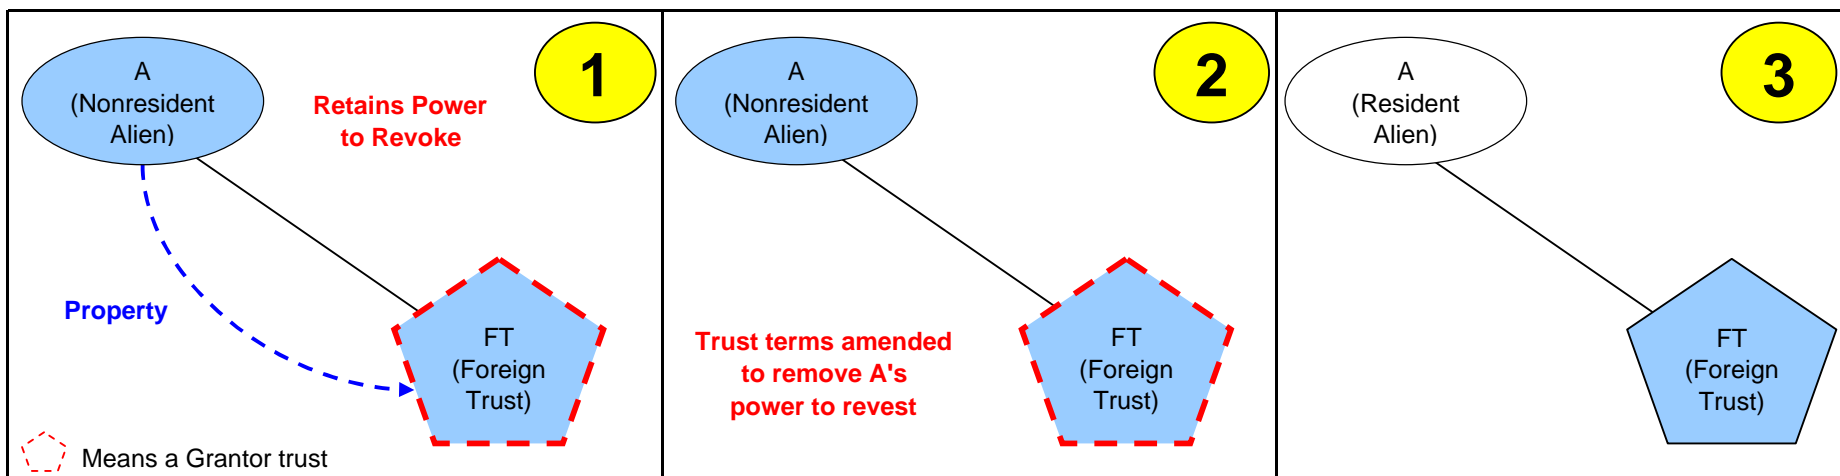 A
(Nonresident
Alien)
Retains Power
to Revoke
1
Property
FT
(Foreign
Trust)
Means a Grantor trust
A
(Nonresident
Alien)
2
Trust terms amended
to remove A's
power to revest
FT
(Foreign
Trust)
A
(Resident
Alien)
3
FT
(Foreign
Trust)